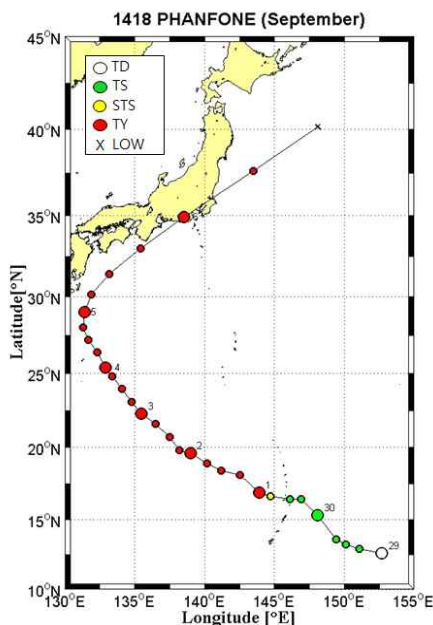 1418 PHANFONE (September)
45°N
TD
TS
STS
TY
× LOW
40°N
35°N
30°N
25°N
20°N
15°N
10°N
Latitude[°N]
5
4
3
2
1
30
29
130°E 135°E 140°E 145°E 150°E 155°E
Longitude [°E]